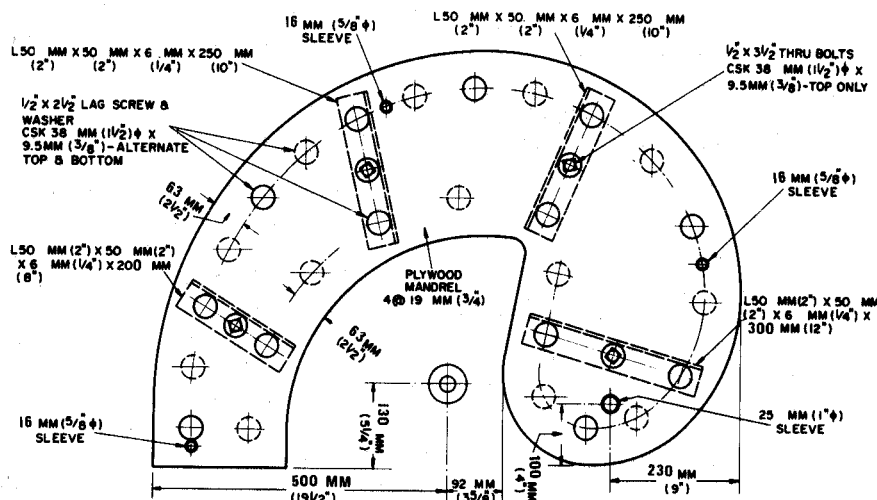 16 MM (5/8"φ)
SLEEVE
L50 MM X 50 MM X 6 MM X 250 MM
(2") (2") (1/4") (10")
L50 MM X 50 MM X 6 MM X 250 MM
(2") (2") (1/4") (10")
1/2" X 3 1/2" THRU BOLTS
CSK 38 MM (1 1/2")φ X
9.5MM (3/8")-TOP ONLY
1/2" X 2 1/2" LAG SCREW &
WASHER
CSK 38 MM (1 1/2")φ X
9.5MM (3/8")-ALTERNATE
TOP & BOTTOM
63 MM
(2 1/2")
16 MM (5/8"φ)
SLEEVE
L50 MM(2") X 50 MM(2")
X 6 MM(1/4") X 200 MM
(8")
PLYWOOD
MANDREL
4@ 19 MM (3/4)
63 MM
(2 1/2")
L50 MM(2") X 50 MM
(2") X 6 MM (1/4") X
300 MM (12")
130 MM
(5 1/4")
16 MM (5/8"φ)
SLEEVE
25 MM (1"φ)
SLEEVE
100 MM
(4")
500 MM
(19 1/2")
92 MM
(3 5/8")
230 MM
(9")